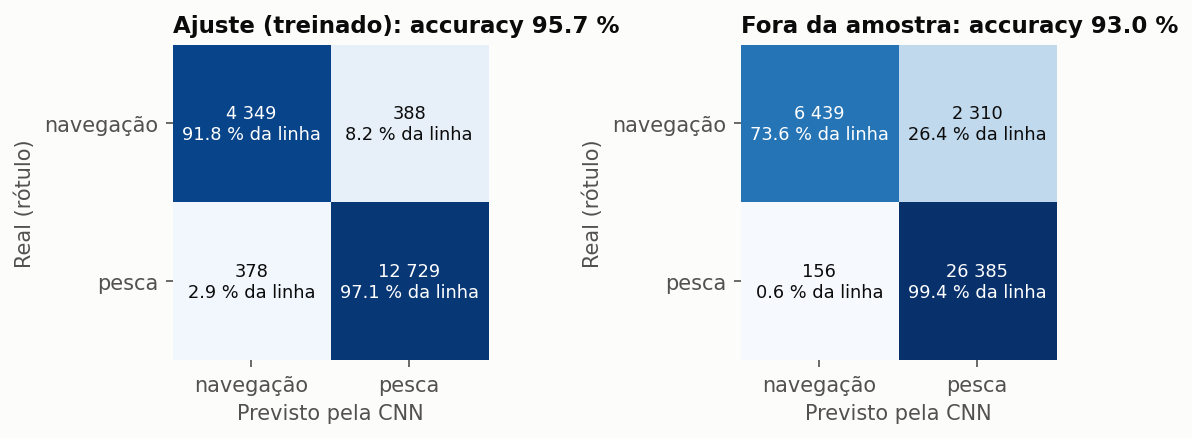 Ajuste (treinado): accuracy 95.7 %
Real (rótulo)
navegação
pesca
4 349
91.8 % da linha
388
8.2 % da linha
378
2.9 % da linha
12 729
97.1 % da linha
navegação
pesca
Previsto pela CNN
Fora da amostra: accuracy 93.0 %
Real (rótulo)
navegação
pesca
6 439
73.6 % da linha
2 310
26.4 % da linha
156
0.6 % da linha
26 385
99.4 % da linha
navegação
pesca
Previsto pela CNN